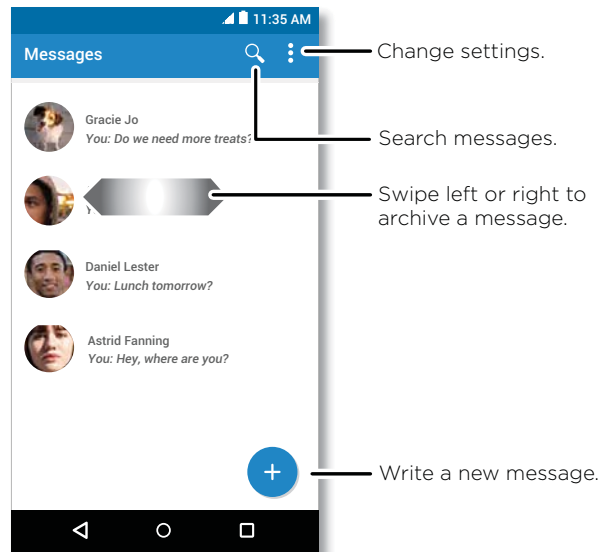 11:35 AM
Messages
Change settings.
Gracie Jo
You: Do we need more treats?
Search messages.
Swipe left or right to
archive a message.
Daniel Lester
You: Lunch tomorrow?
Astrid Fanning
You: Hey, where are you?
+
Write a new message.